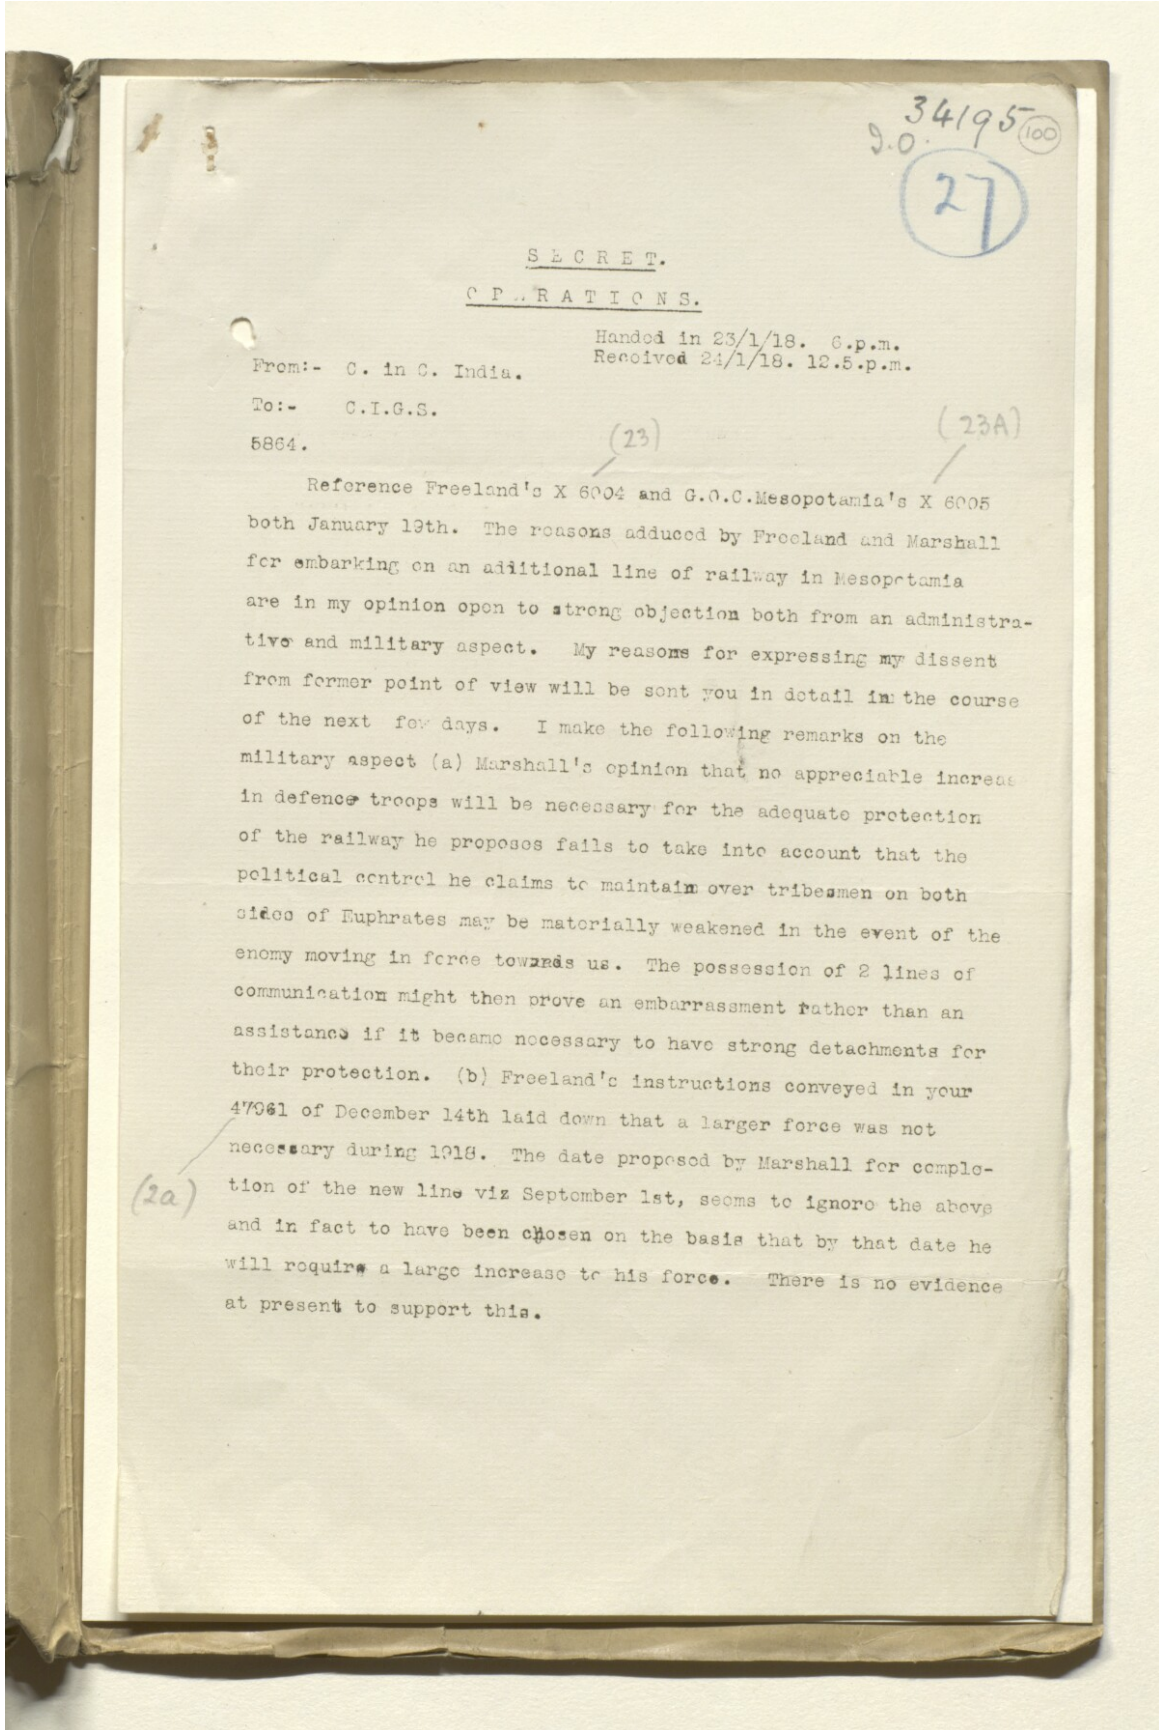 34195
I.O.
100
27
SECRET.
OPERATIONS.
Handed in 23/1/18. 6.p.m.
Received 24/1/18. 12.5.p.m.
From:- C. in C. India.
To:- C.I.G.S.
5864.
(23)
(23A)
Reference Freeland's X 6004 and G.O.C.Mesopotamia's X 6005
both January 19th. The reasons adduced by Freeland and Marshall
for embarking on an additional line of railway in Mesopotamia
are in my opinion open to strong objection both from an administra-
tive and military aspect. My reasons for expressing my dissent
from former point of view will be sent you in detail in the course
of the next few days. I make the following remarks on the
military aspect (a) Marshall's opinion that no appreciable increas
in defence troops will be necessary for the adequate protection
of the railway he proposes fails to take into account that the
political control he claims to maintain over tribesmen on both
sides of Euphrates may be materially weakened in the event of the
enemy moving in force towards us. The possession of 2 lines of
communication might then prove an embarrassment rather than an
assistance if it became necessary to have strong detachments for
their protection. (b) Freeland's instructions conveyed in your
47961 of December 14th laid down that a larger force was not
necessary during 1918. The date proposed by Marshall for comple-
(2a)
tion of the new line viz September 1st, seems to ignore the above
and in fact to have been chosen on the basis that by that date he
will require a large increase to his force. There is no evidence
at present to support this.